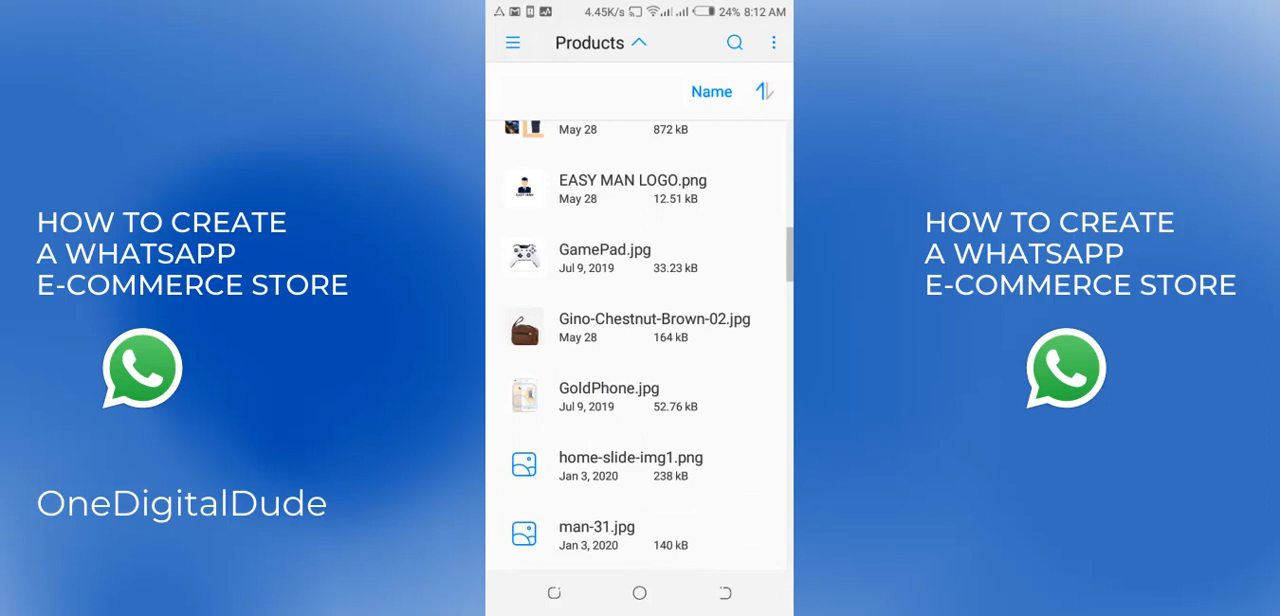 HOW TO CREATE
A WHATSAPP
E-COMMERCE STORE
OneDigitalDude
4.45K/s 24% 8:12 AM
Products
Name
May 28 872 kB
EASY MAN LOGO.png
May 28 12.51 kB
GamePad.jpg
Jul 9, 2019 33.23 kB
Gino-Chestnut-Brown-02.jpg
May 28 164 kB
GoldPhone.jpg
Jul 9, 2019 52.76 kB
home-slide-img1.png
Jan 3, 2020 238 kB
man-31.jpg
Jan 3, 2020 140 kB
HOW TO CREATE
A WHATSAPP
E-COMMERCE STORE